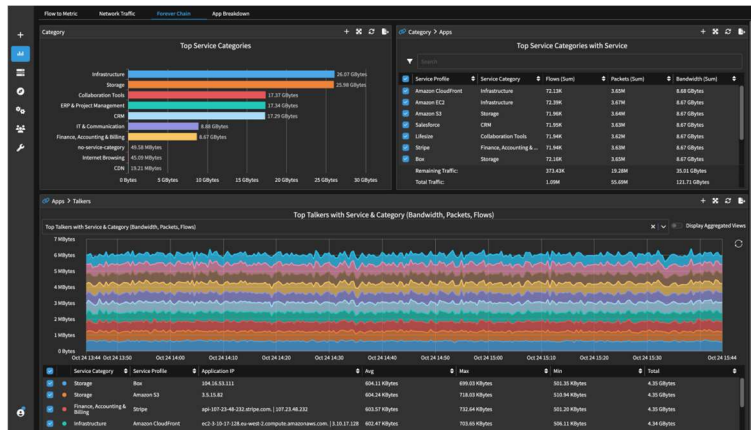 Flow to Metric Network Traffic Forever Chain App Breakdown
Category
Top Service Categories
Infrastructure 26.07 GBytes
Storage 25.98 GBytes
Collaboration Tools 17.37 GBytes
ERP & Project Management 17.34 GBytes
CRM 17.29 GBytes
IT & Communication 8.69 GBytes
Finance, Accounting & Billing 8.67 GBytes
no-service-category 49.58 MBytes
Internet Browsing 45.09 MBytes
CDN 19.21 MBytes
0 Bytes 5 GBytes 10 GBytes 15 GBytes 20 GBytes 25 GBytes 30 GBytes
Category > Apps
Top Service Categories with Service
Search
Service Profile Service Category Flows (Sum) Packets (Sum) Bandwidth (Sum)
Amazon CloudFront Infrastructure 72.13K 3.65M 8.68 GBytes
Amazon EC2 Infrastructure 72.39K 3.67M 8.67 GBytes
Amazon S3 Storage 71.96K 3.64M 8.67 GBytes
Salesforce CRM 71.95K 3.63M 8.67 GBytes
Lifesize Collaboration Tools 71.94K 3.62M 8.67 GBytes
Stripe Finance, Accounting & ... 71.94K 3.63M 8.67 GBytes
Box Storage 72.16K 3.65M 8.67 GBytes
Remaining Traffic: 373.43K 19.28M 35.01 GBytes
Total Traffic: 1.09M 55.69M 121.71 GBytes
Apps > Talkers
Top Talkers with Service & Category (Bandwidth, Packets, Flows)
Top Talkers with Service & Category (Bandwidth, Packets, Flows) Display Aggregated Views
7 MBytes
6 MBytes
5 MBytes
4 MBytes
3 MBytes
2 MBytes
1 MBytes
0 Bytes
Oct 24 13:44 Oct 24 13:50 Oct 24 14:00 Oct 24 14:10 Oct 24 14:20 Oct 24 14:30 Oct 24 14:40 Oct 24 14:50 Oct 24 15:00 Oct 24 15:10 Oct 24 15:20 Oct 24 15:30 Oct 24 15:44
Service Category Service Profile Application IP Avg Max Min Total
Storage Box 104.16.53.111 604.11 KBytes 699.03 KBytes 501.35 KBytes 4.35 GBytes
Storage Amazon S3 3.5.15.82 604.24 KBytes 718.03 KBytes 510.94 KBytes 4.35 GBytes
Finance, Accounting &
Billing Stripe api-107-23-48-232.stripe.com. | 107.23.48.232 603.57 KBytes 732.64 KBytes 501.20 KBytes 4.35 GBytes
Infrastructure Amazon CloudFront ec2-3-10-17-128.eu-west-2.compute.amazonaws.com. | 3.10.17.128 602.47 KBytes 703.65 KBytes 506.11 KBytes 4.34 GBytes